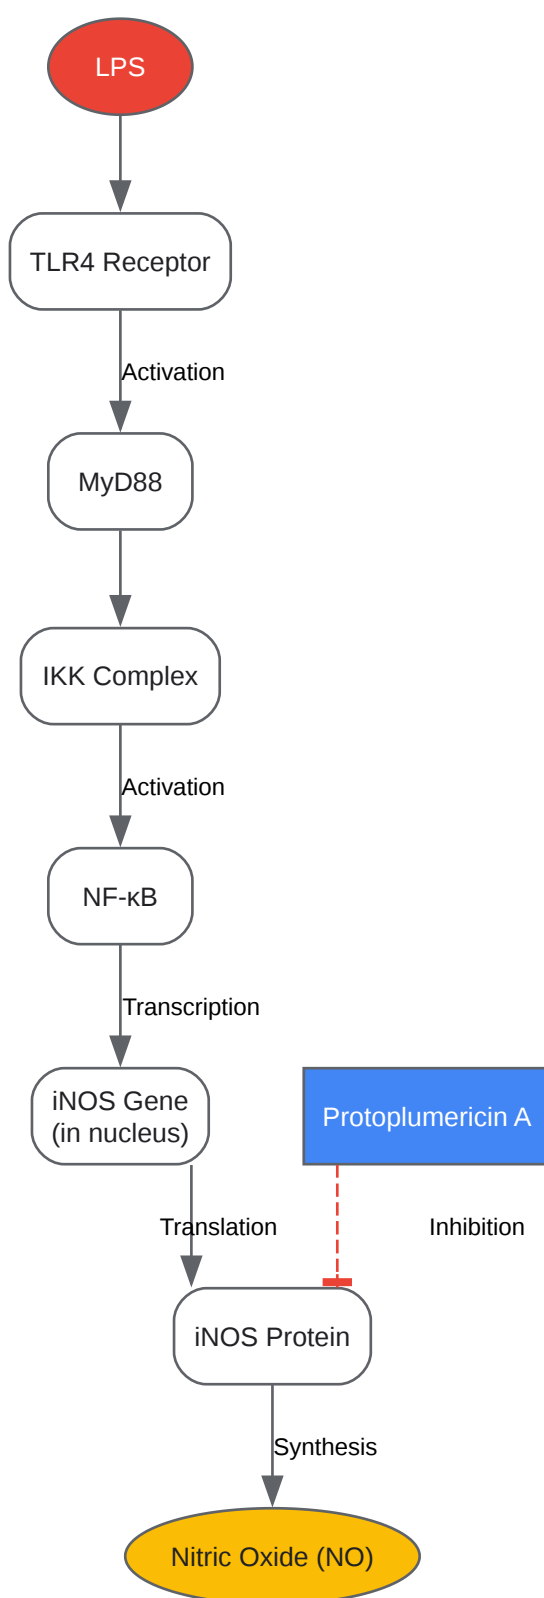 LPS
TLR4 Receptor
Activation
MyD88
IKK Complex
Activation
NF-κB
Transcription
iNOS Gene
(in nucleus)
Protoplumericin A
Translation
Inhibition
iNOS Protein
Synthesis
Nitric Oxide (NO)